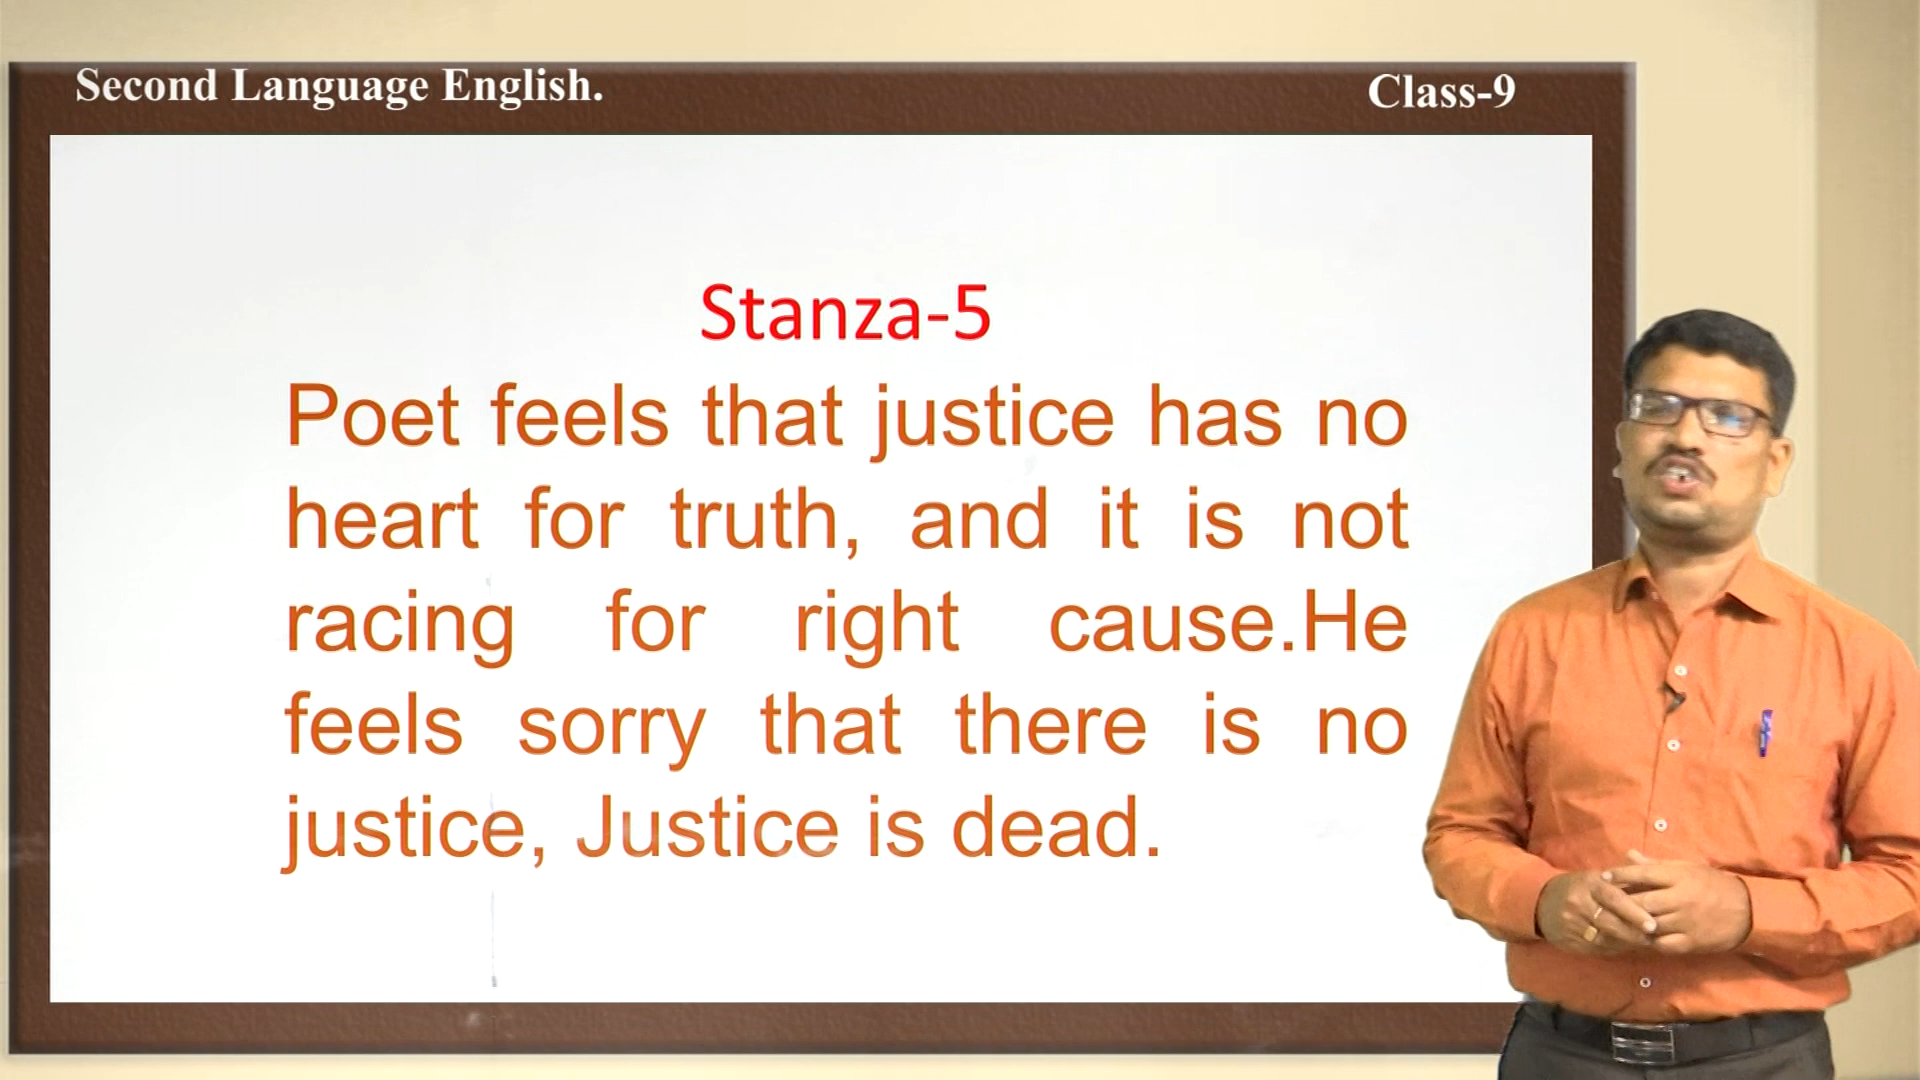 Second Language English.
Class-9
Stanza-5
Poet feels that justice has no
heart for truth, and it is not
racing for right cause.He
feels sorry that there is no
justice, Justice is dead.